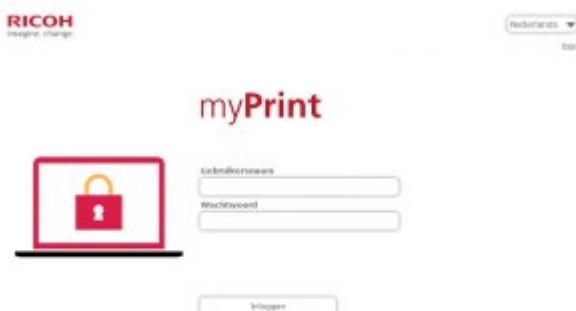 RICOH
imagine. change.
Nederlands
myPrint
Gebruikersnaam
Wachtwoord
Inloggen